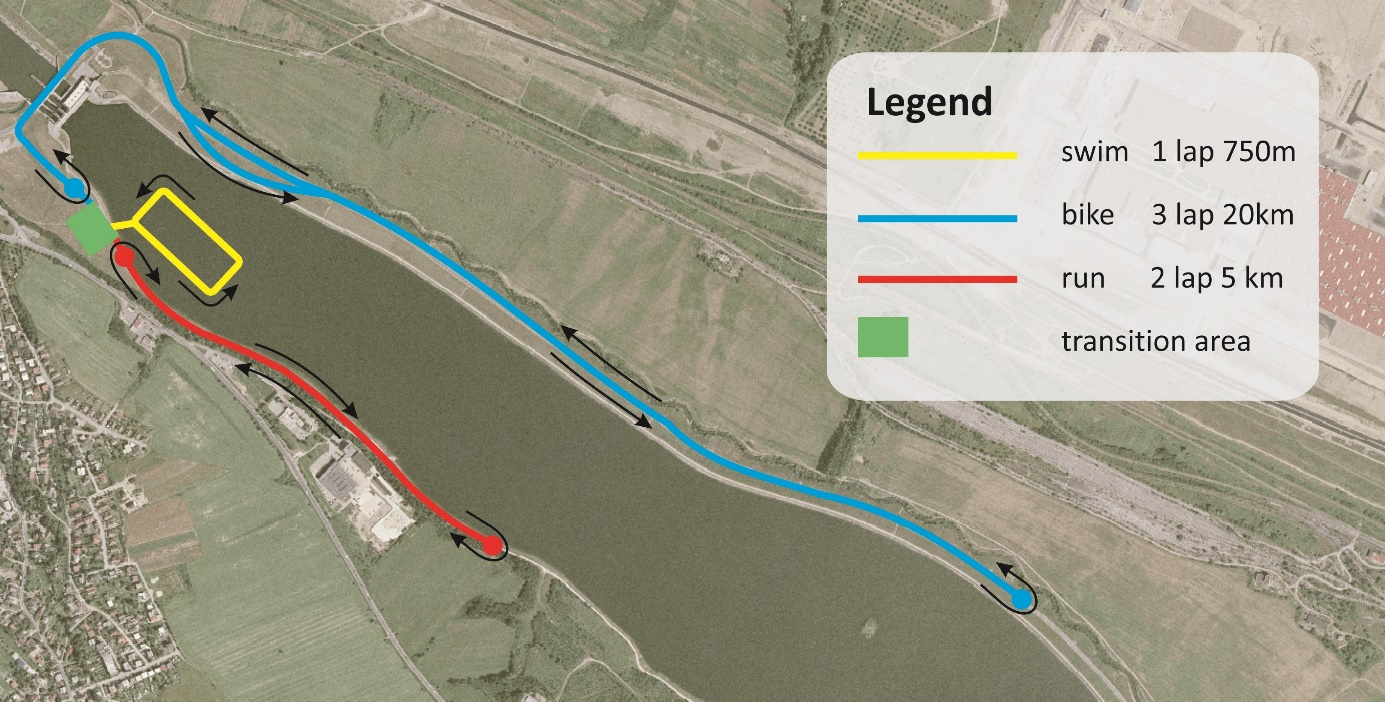 Legend
swim 1 lap 750m
bike 3 lap 20km
run 2 lap 5 km
transition area